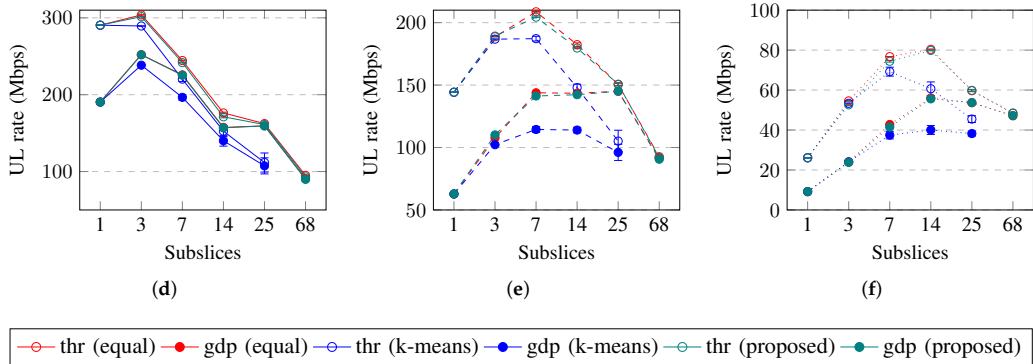 UL rate (Mbps)
300
200
100
1 3 7 14 25 68
Subslices
(d)
UL rate (Mbps)
200
150
100
50
1 3 7 14 25 68
Subslices
(e)
UL rate (Mbps)
100
80
60
40
20
0
1 3 7 14 25 68
Subslices
(f)
thr (equal) gdp (equal) thr (k-means) gdp (k-means) thr (proposed) gdp (proposed)